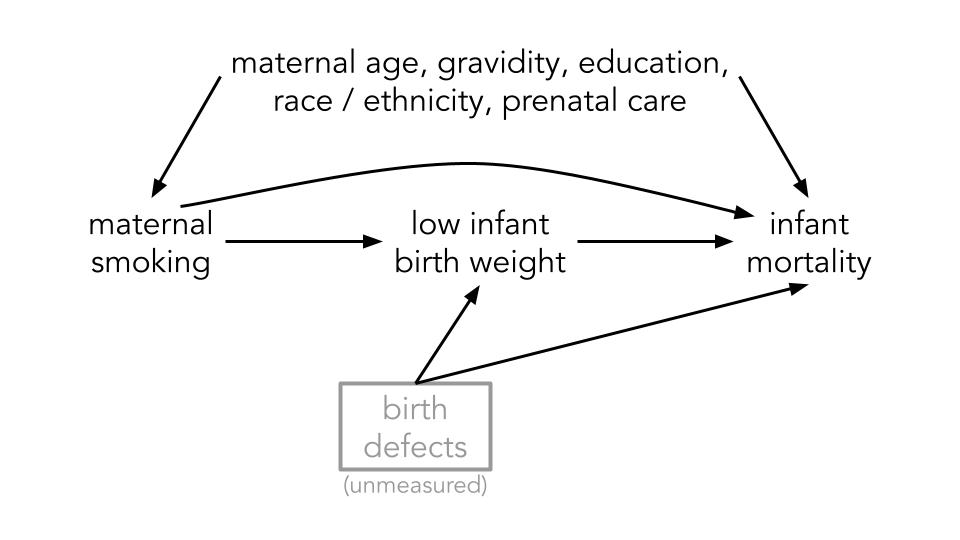 maternal age, gravidity, education,
race / ethnicity, prenatal care
maternal
smoking
low infant
birth weight
infant
mortality
birth
defects
(unmeasured)